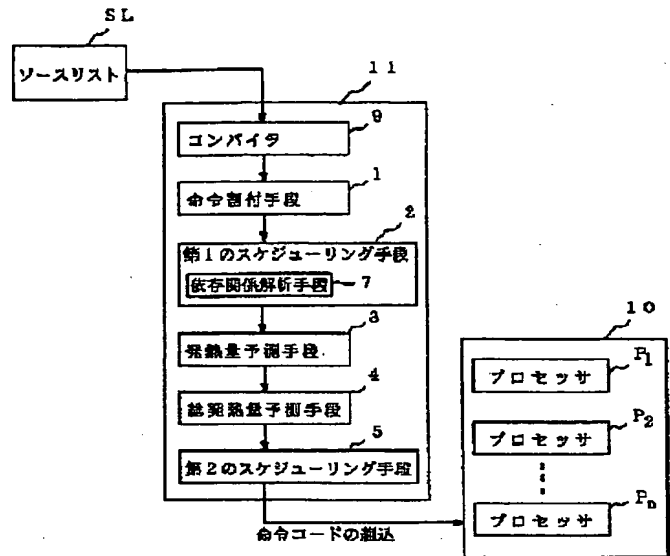 SL
ソースリスト
11
9
コンパイタ
1
命令割付手段
2
第1のスケジューリング手段
依存関係解析手段
7
3
発熱量予測手段
4
総発熱量予測手段
5
第2のスケジューリング手段
命令コードの組込
10
P1
プロセッサ
P2
プロセッサ
Pn
プロセッサ